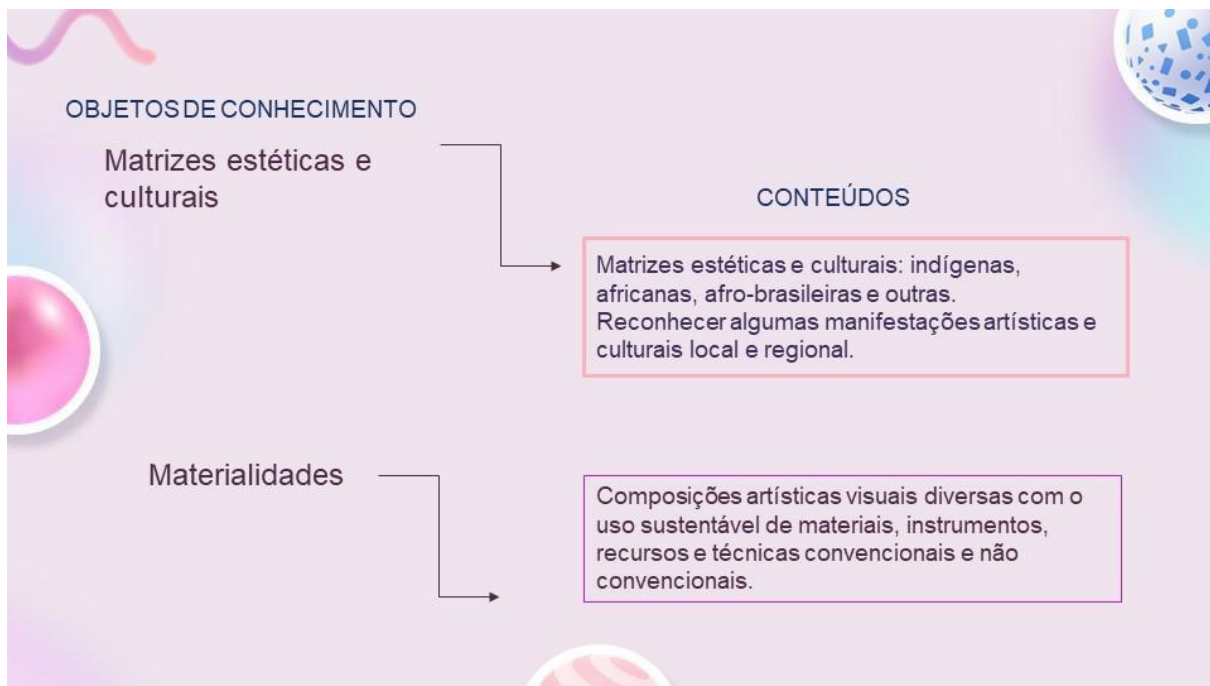 OBJETOS DE CONHECIMENTO
Matrizes estéticas e
culturais
CONTEÚDOS
Matrizes estéticas e culturais: indígenas,
africanas, afro-brasileiras e outras.
Reconhecer algumas manifestações artísticas e
culturais local e regional.
Materialidades
Composições artísticas visuais diversas com o
uso sustentável de materiais, instrumentos,
recursos e técnicas convencionais e não
convencionais.